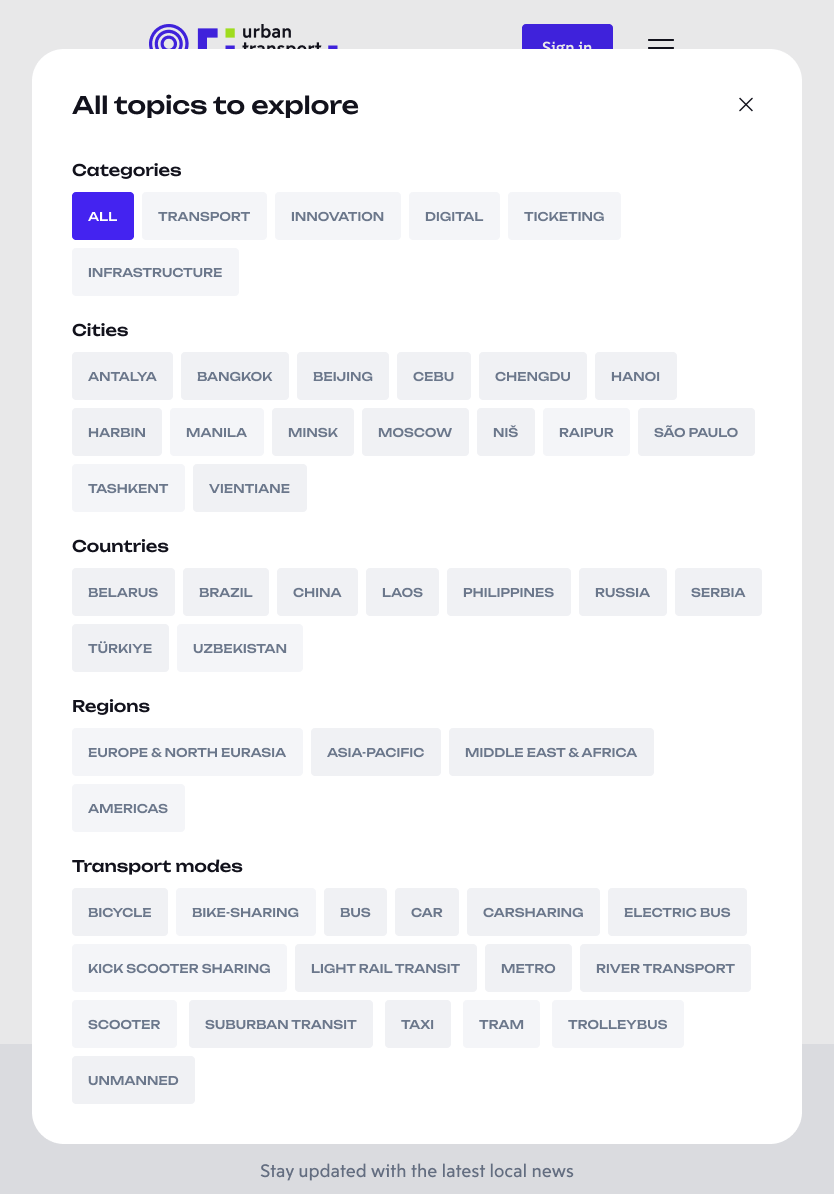 urban
transport
Sign in
All topics to explore
Categories
ALL TRANSPORT INNOVATION DIGITAL TICKETING
INFRASTRUCTURE
Cities
ANTALYA BANGKOK BEIJING CEBU CHENGDU HANOI
HARBIN MANILA MINSK MOSCOW NIŠ RAIPUR SÃO PAULO
TASHKENT VIENTIANE
Countries
BELARUS BRAZIL CHINA LAOS PHILIPPINES RUSSIA SERBIA
TÜRKIYE UZBEKISTAN
Regions
EUROPE & NORTH EURASIA ASIA-PACIFIC MIDDLE EAST & AFRICA
AMERICAS
Transport modes
BICYCLE BIKE-SHARING BUS CAR CARSHARING ELECTRIC BUS
KICK SCOOTER SHARING LIGHT RAIL TRANSIT METRO RIVER TRANSPORT
SCOOTER SUBURBAN TRANSIT TAXI TRAM TROLLEYBUS
UNMANNED
Stay updated with the latest local news